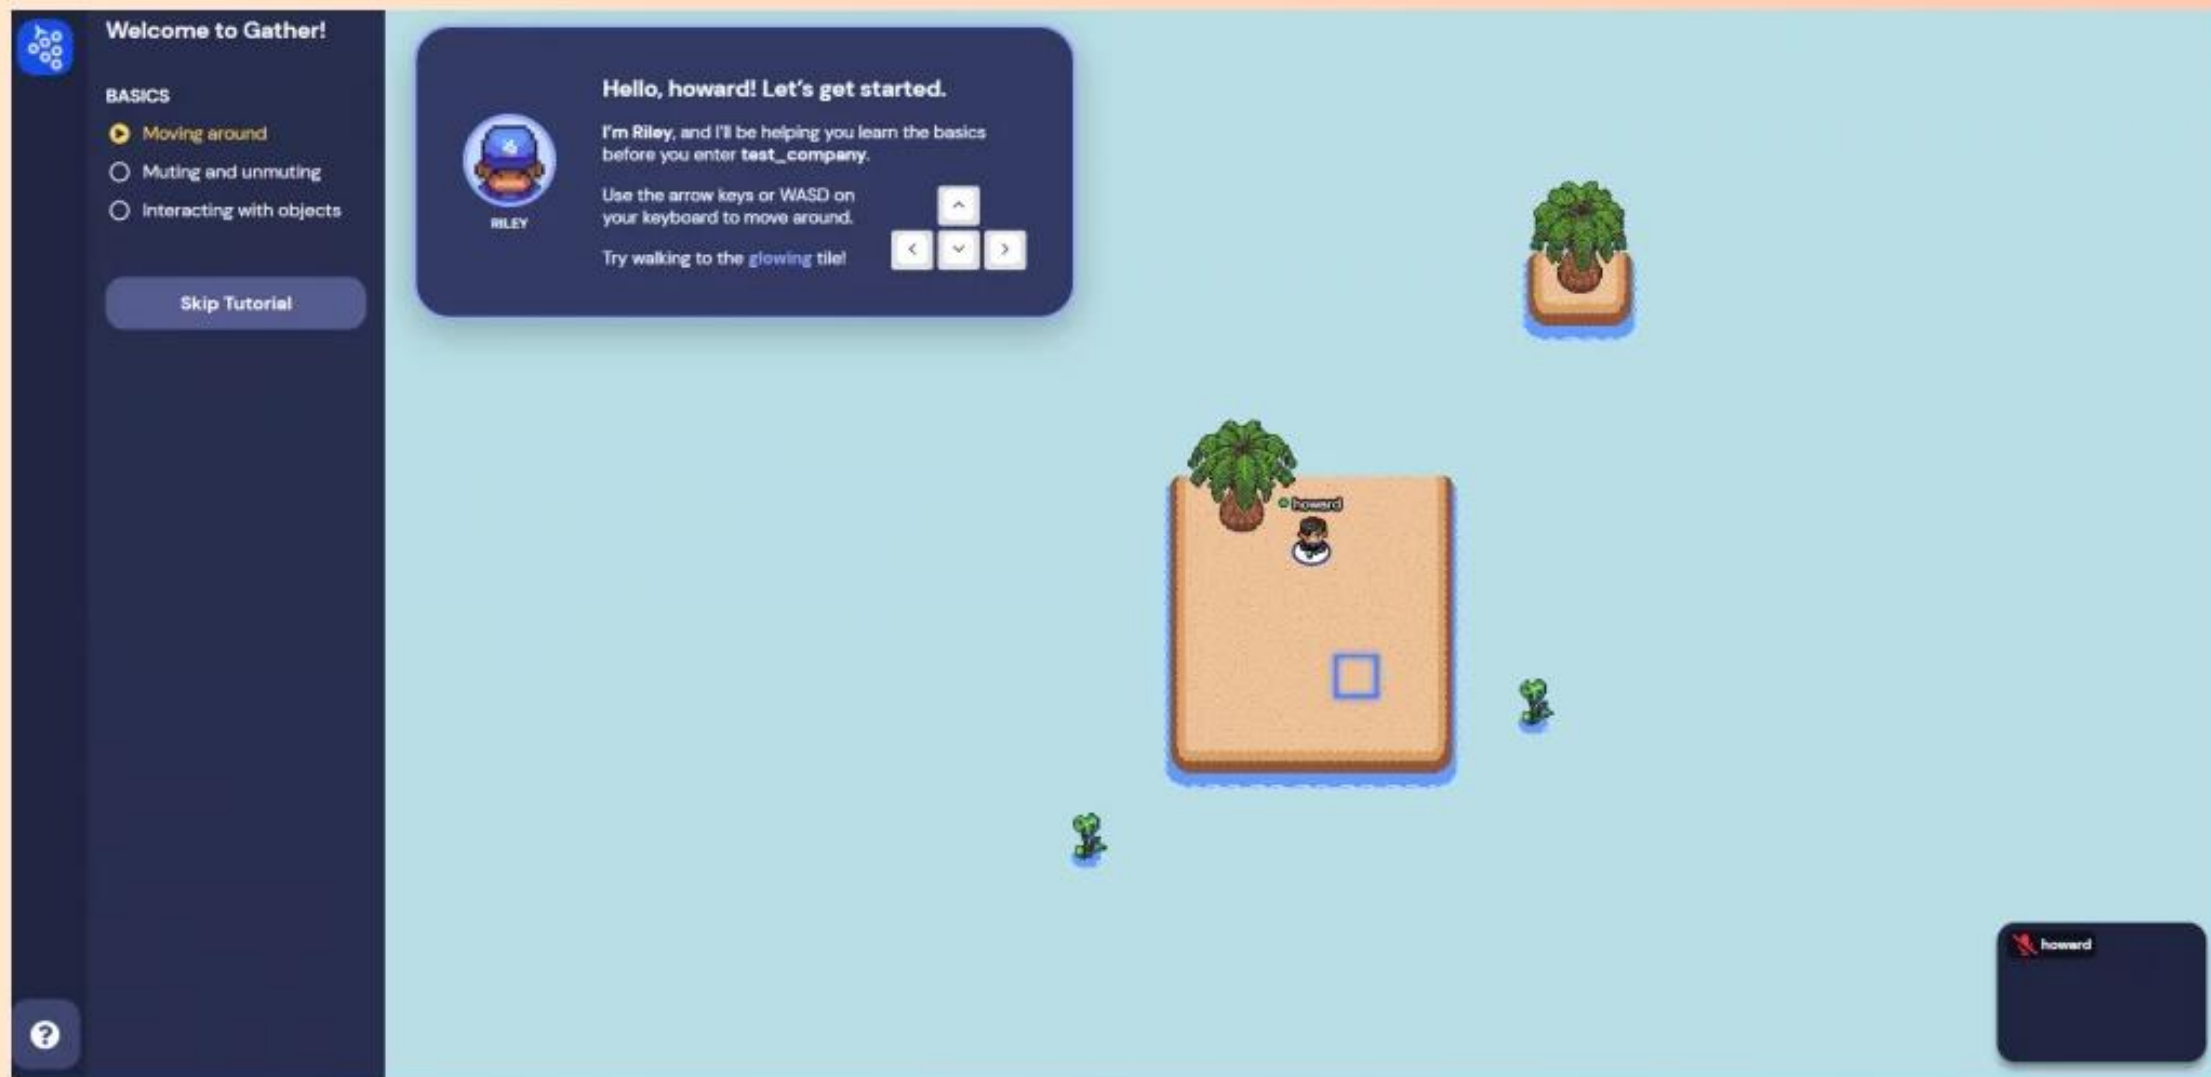 Welcome to Gather!
BASICS
Moving around
Muting and unmuting
Interacting with objects
Skip Tutorial
Hello, howard! Let's get started.
I'm Riley, and I'll be helping you learn the basics
before you enter test_company.
Use the arrow keys or WASD on
your keyboard to move around.
Try walking to the glowing tile!
RILEY
howard
howard